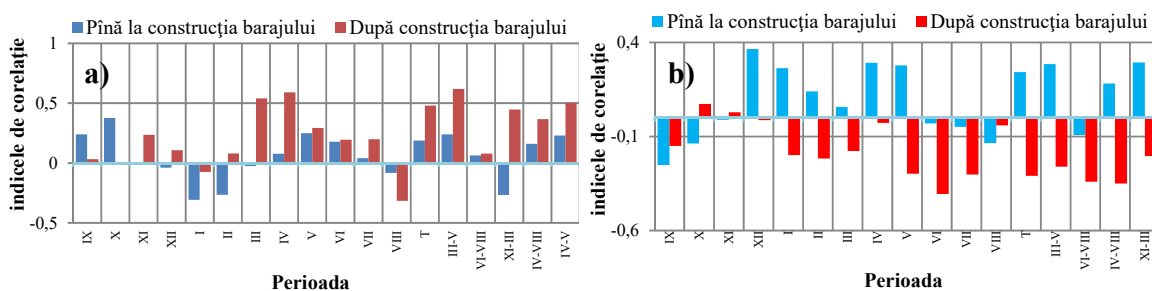 Pînă la construcţia barajului După construcţia barajului
a)
indicele de corelaţie
1
0,5
0
-0,5
IX X XI XII I II III IV V VI VII VIII T III-V VI-VIII XI-III IV-VIII IV-V
Perioada
Pînă la construcţia barajului După construcţia barajului
b)
indicele de corelaţie
0,4
-0,1
-0,6
IX X XI XII I II III IV V VI VII VIII T III-V VI-VIII IV-VIII XI-III
Perioada